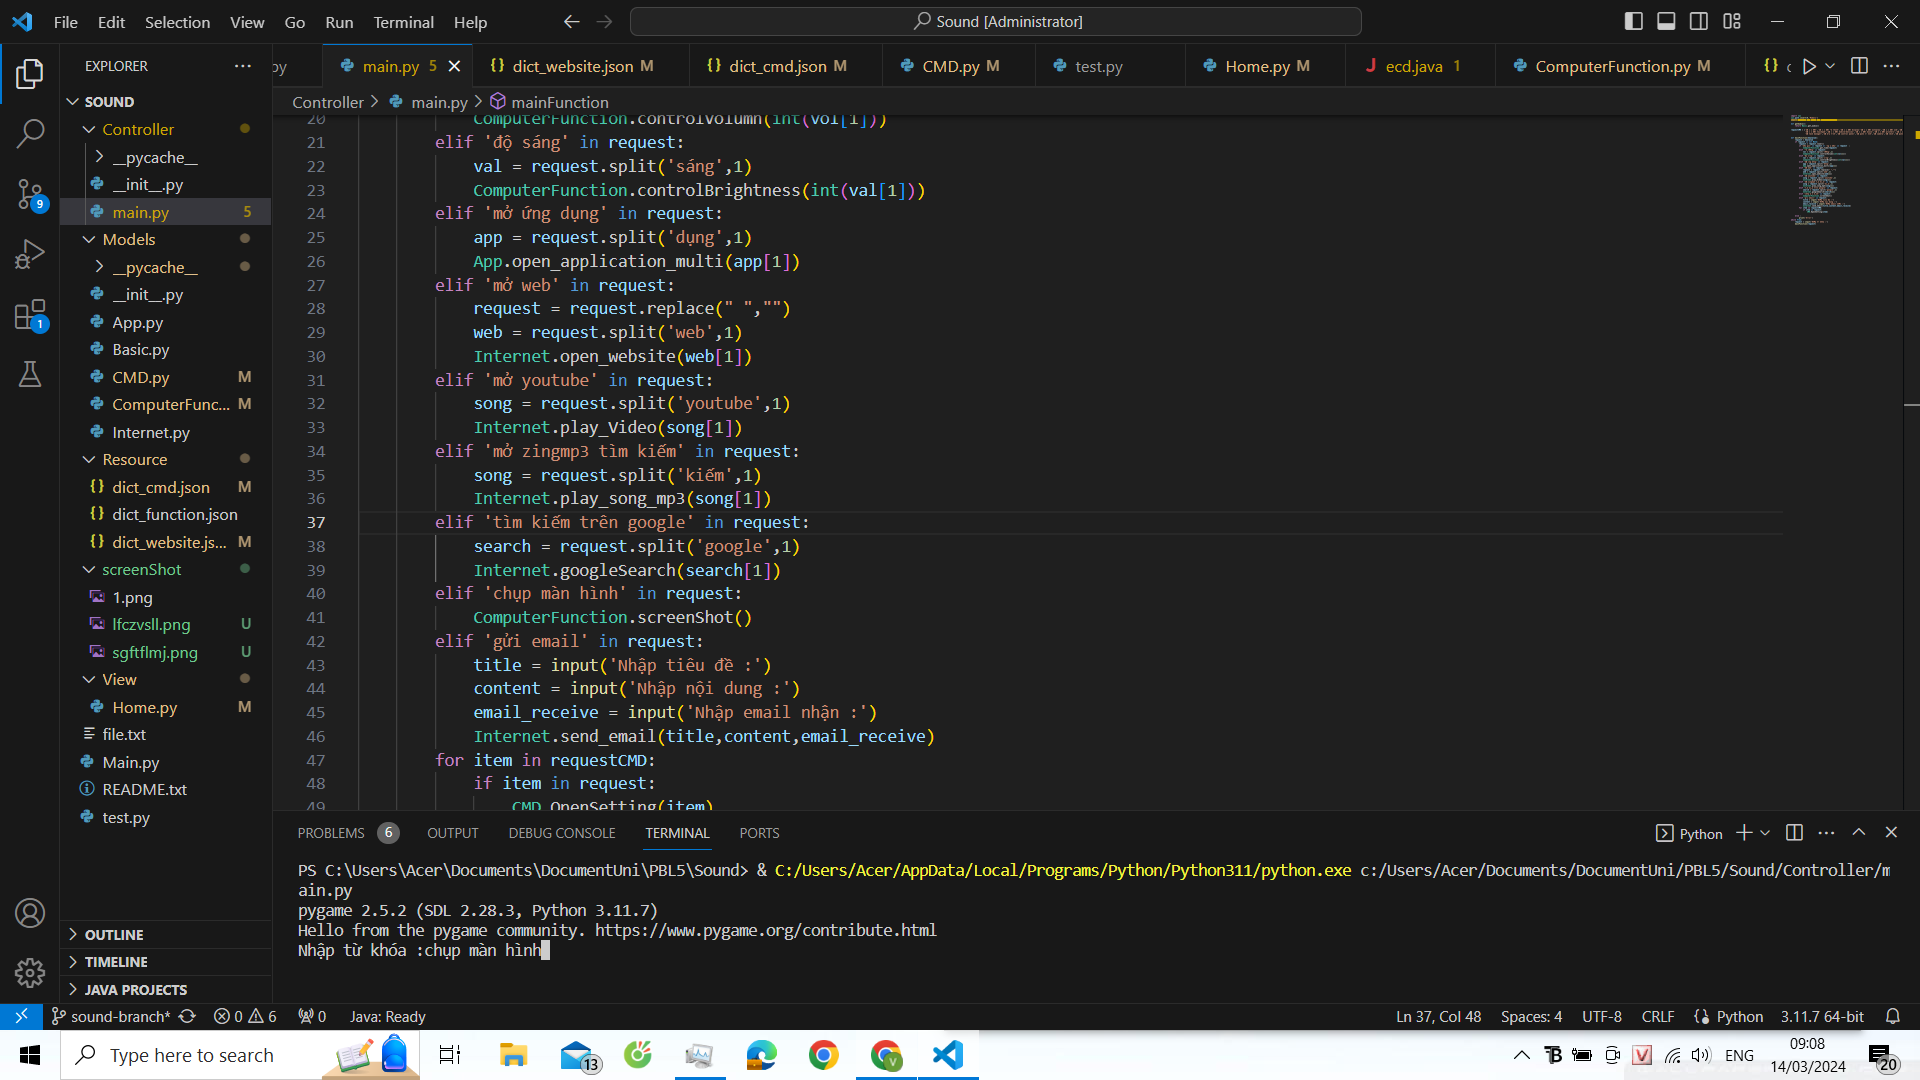 File Edit Selection View Go Run Terminal Help
Sound [Administrator]
EXPLORER
py
main.py 5
dict_website.json M
dict_cmd.json M
CMD.py M
test.py
Home.py M
ecd.java 1
ComputerFunction.py M
Controller > main.py > mainFunction
SOUND
Controller
__pycache__
__init__.py
main.py 5
Models
__pycache__
__init__.py
App.py
Basic.py
CMD.py M
ComputerFunc... M
Internet.py
Resource
dict_cmd.json M
dict_function.json
dict_website.js... M
screenShot
1.png
lfczvsll.png U
sgftflmj.png U
View
Home.py M
file.txt
Main.py
README.txt
test.py
OUTLINE
TIMELINE
JAVA PROJECTS
9
1
20 ComputerFunction.controlVolumn(int(vol[1]))
21 elif 'độ sáng' in request:
22 val = request.split('sáng',1)
23 ComputerFunction.controlBrightness(int(val[1]))
24 elif 'mở ứng dụng' in request:
25 app = request.split('dụng',1)
26 App.open_application_multi(app[1])
27 elif 'mở web' in request:
28 request = request.replace(" ","")
29 web = request.split('web',1)
30 Internet.open_website(web[1])
31 elif 'mở youtube' in request:
32 song = request.split('youtube',1)
33 Internet.play_Video(song[1])
34 elif 'mở zingmp3 tìm kiếm' in request:
35 song = request.split('kiếm',1)
36 Internet.play_song_mp3(song[1])
37 elif 'tìm kiếm trên google' in request:
38 search = request.split('google',1)
39 Internet.googleSearch(search[1])
40 elif 'chụp màn hình' in request:
41 ComputerFunction.screenShot()
42 elif 'gửi email' in request:
43 title = input('Nhập tiêu đề :')
44 content = input('Nhập nội dung :')
45 email_receive = input('Nhập email nhận :')
46 Internet.send_email(title,content,email_receive)
47 for item in requestCMD:
48 if item in request:
49 CMD.OpenSetting(item)
PROBLEMS 6 OUTPUT DEBUG CONSOLE TERMINAL PORTS
Python
PS C:\Users\Acer\Documents\DocumentUni\PBL5\Sound> & C:/Users/Acer/AppData/Local/Programs/Python/Python311/python.exe c:/Users/Acer/Documents/DocumentUni/PBL5/Sound/Controller/m
ain.py
pygame 2.5.2 (SDL 2.28.3, Python 3.11.7)
Hello from the pygame community. https://www.pygame.org/contribute.html
Nhập từ khóa :chụp màn hình
sound-branch* 0 6 0 Java: Ready
Ln 37, Col 48 Spaces: 4 UTF-8 CRLF Python 3.11.7 64-bit
Type here to search
13
V
ENG
09:08
14/03/2024
20